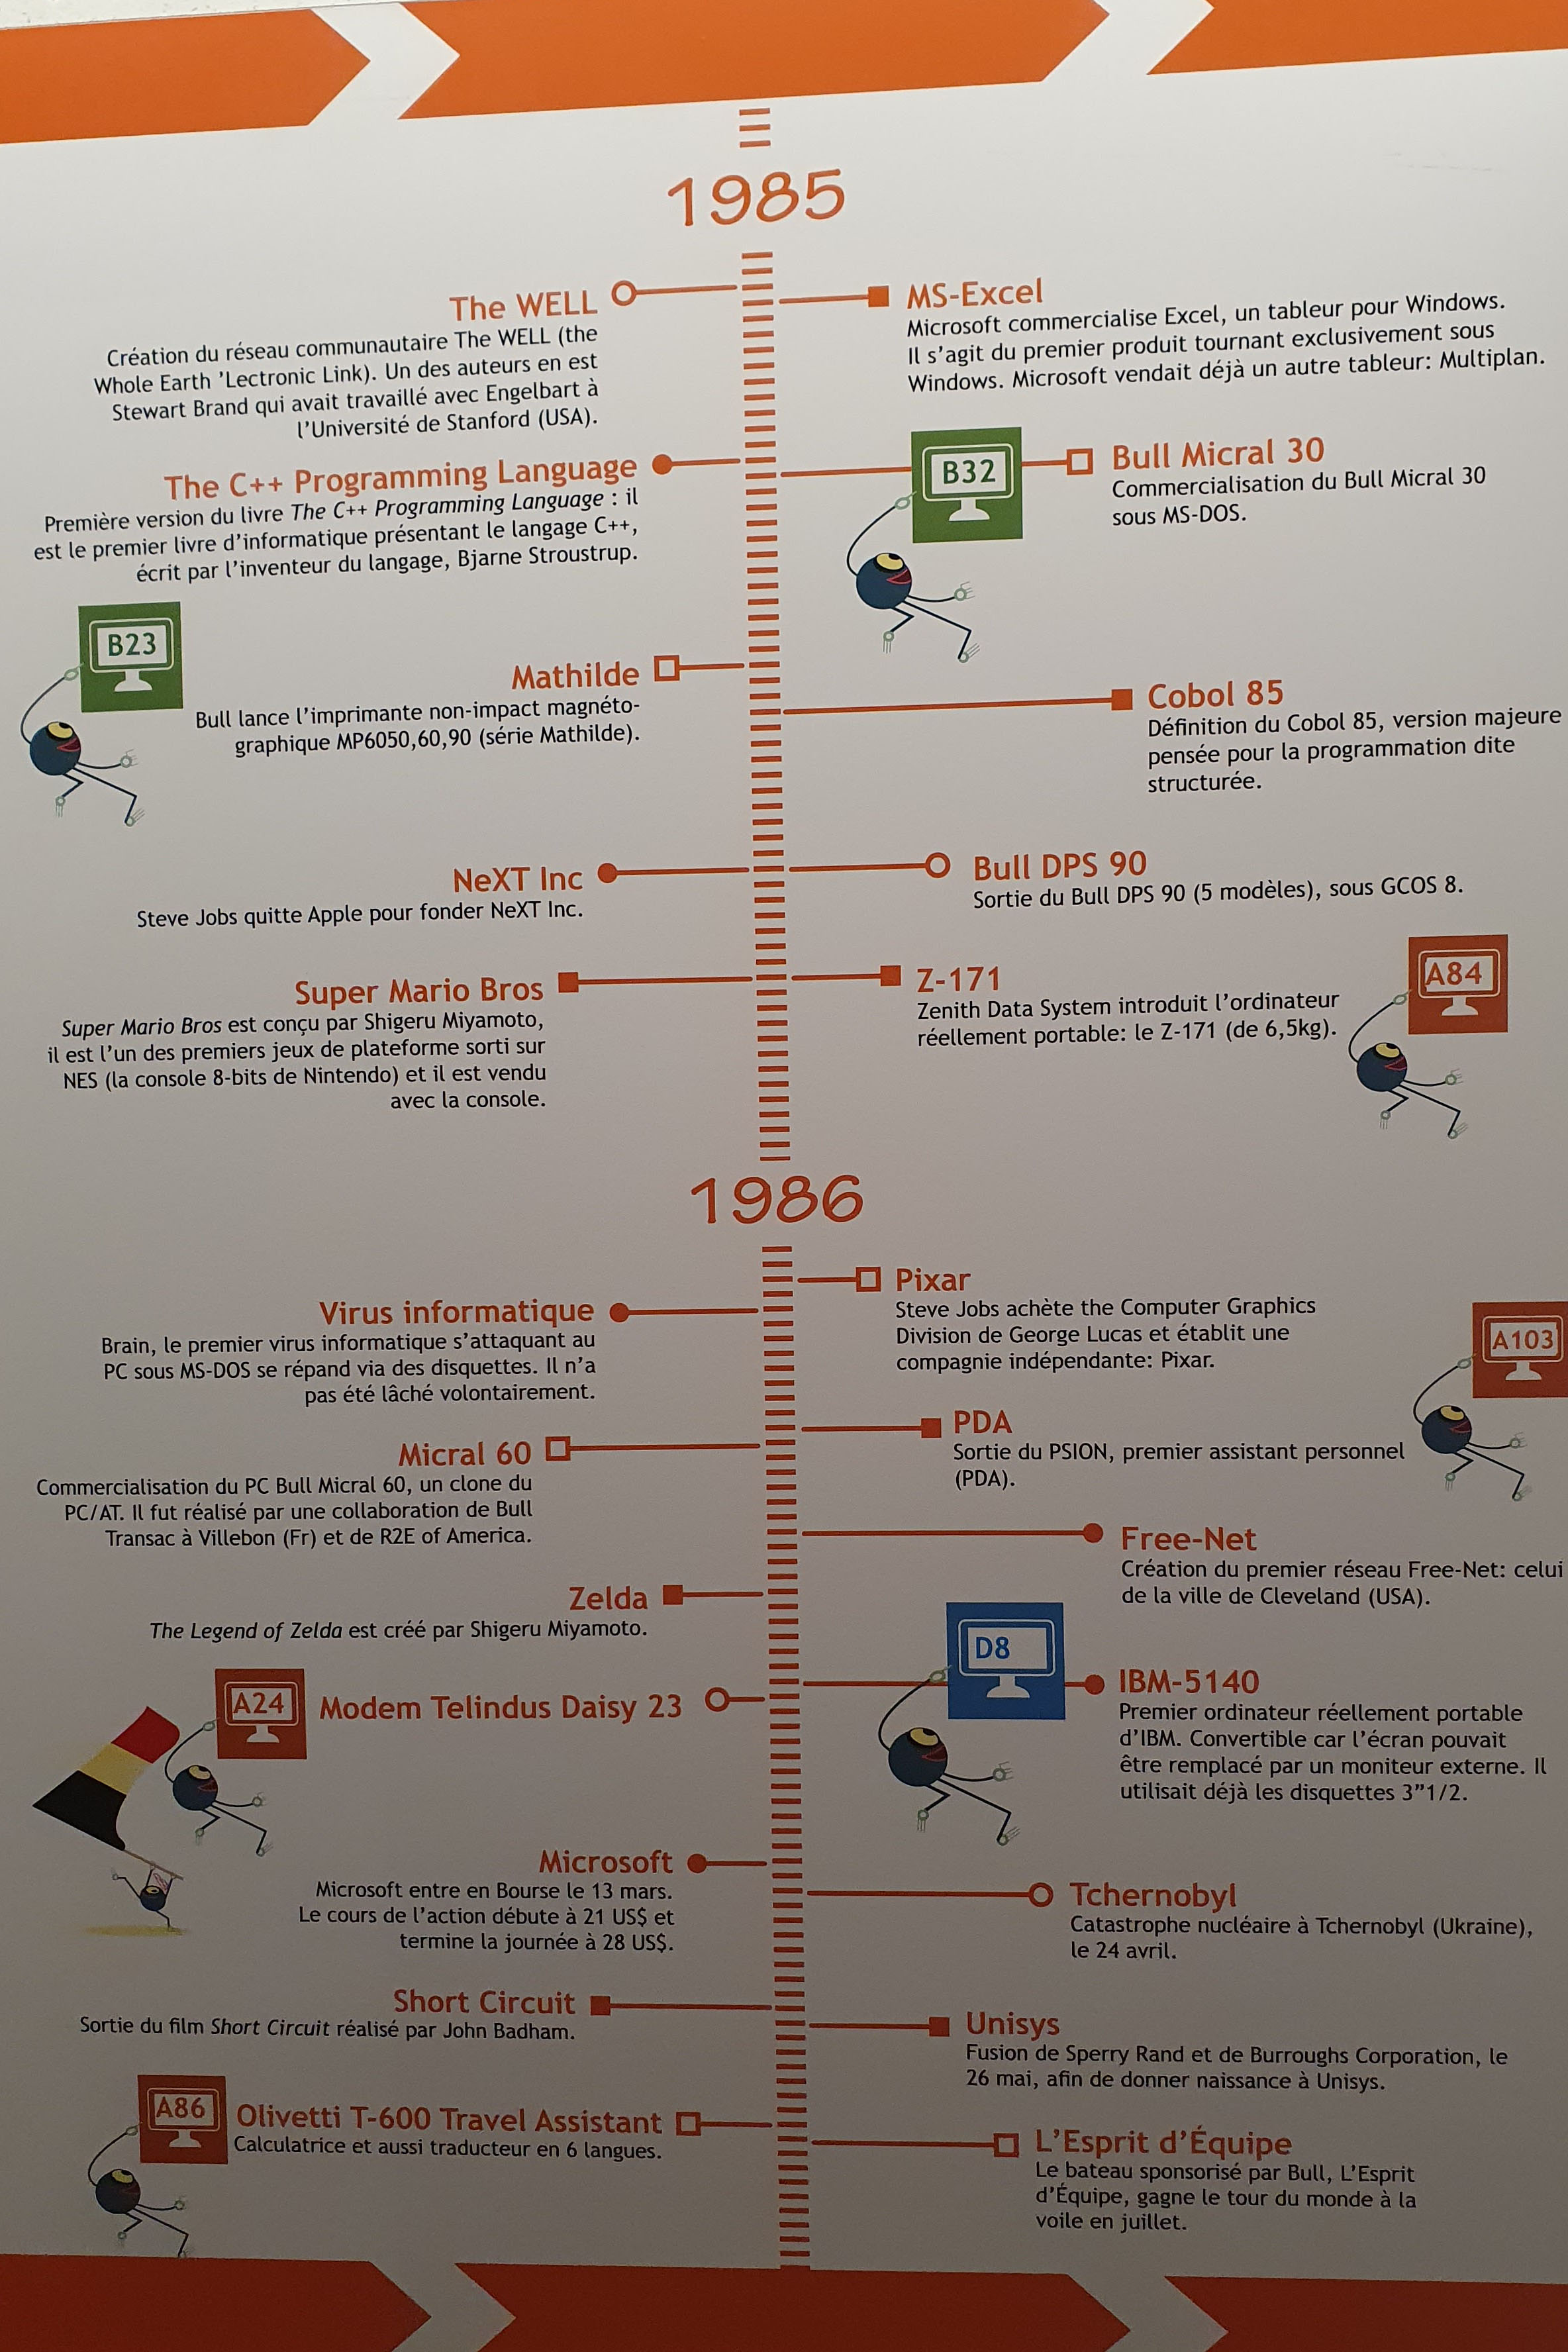 1985
The WELL
Création du réseau communautaire The WELL (the
Whole Earth 'Lectronic Link). Un des auteurs en est
Stewart Brand qui avait travaillé avec Engelbart à
l'Université de Stanford (USA).
MS-Excel
Microsoft commercialise Excel, un tableur pour Windows.
Il s'agit du premier produit tournant exclusivement sous
Windows. Microsoft vendait déjà un autre tableur: Multiplan.
The C++ Programming Language
Première version du livre The C++ Programming Language : il
est le premier livre d'informatique présentant le langage C++,
écrit par l'inventeur du langage, Bjarne Stroustrup.
B32
Bull Micral 30
Commercialisation du Bull Micral 30
sous MS-DOS.
B23
Mathilde
Bull lance l'imprimante non-impact magnéto-
graphique MP6050,60,90 (série Mathilde).
Cobol 85
Définition du Cobol 85, version majeure
pensée pour la programmation dite
structurée.
NeXT Inc
Steve Jobs quitte Apple pour fonder NeXT Inc.
Bull DPS 90
Sortie du Bull DPS 90 (5 modèles), sous GCOS 8.
Super Mario Bros
Super Mario Bros est conçu par Shigeru Miyamoto,
il est l'un des premiers jeux de plateforme sorti sur
NES (la console 8-bits de Nintendo) et il est vendu
avec la console.
Z-171
Zenith Data System introduit l'ordinateur
réellement portable: le Z-171 (de 6,5kg).
A84
1986
Virus informatique
Brain, le premier virus informatique s'attaquant au
PC sous MS-DOS se répand via des disquettes. Il n'a
pas été lâché volontairement.
Pixar
Steve Jobs achète the Computer Graphics
Division de George Lucas et établit une
compagnie indépendante: Pixar.
A103
Micral 60
Commercialisation du PC Bull Micral 60, un clone du
PC/AT. Il fut réalisé par une collaboration de Bull
Transac à Villebon (Fr) et de R2E of America.
PDA
Sortie du PSION, premier assistant personnel
(PDA).
Free-Net
Création du premier réseau Free-Net: celui
de la ville de Cleveland (USA).
Zelda
The Legend of Zelda est créé par Shigeru Miyamoto.
A24
Modem Telindus Daisy 23
D8
IBM-5140
Premier ordinateur réellement portable
d'IBM. Convertible car l'écran pouvait
être remplacé par un moniteur externe. Il
utilisait déjà les disquettes 3"1/2.
Microsoft
Microsoft entre en Bourse le 13 mars.
Le cours de l'action débute à 21 US$ et
termine la journée à 28 US$.
Tchernobyl
Catastrophe nucléaire à Tchernobyl (Ukraine),
le 24 avril.
Short Circuit
Sortie du film Short Circuit réalisé par John Badham.
Unisys
Fusion de Sperry Rand et de Burroughs Corporation, le
26 mai, afin de donner naissance à Unisys.
A86
Olivetti T-600 Travel Assistant
Calculatrice et aussi traducteur en 6 langues.
L'Esprit d'Équipe
Le bateau sponsorisé par Bull, L'Esprit
d'Équipe, gagne le tour du monde à la
voile en juillet.